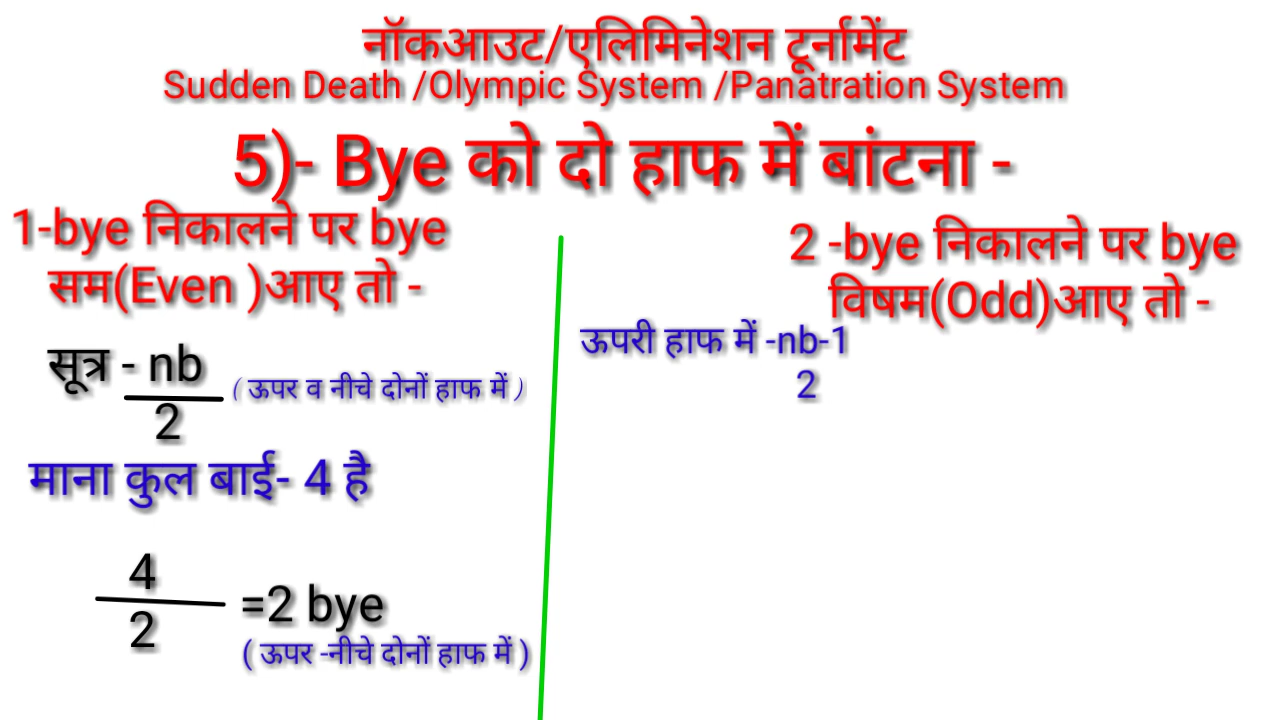 नॉकआउट/एलिमिनेशन टूर्नामेंट
Sudden Death /Olympic System /Panatration System
5)- Bye को दो हाफ में बांटना -
1-bye निकालने पर bye
सम(Even )आए तो -
सूत्र - nb
( ऊपर व नीचे दोनों हाफ में )
2
माना कुल बाई- 4 है
4
2
=2 bye
( ऊपर -नीचे दोनों हाफ में )
2 -bye निकालने पर bye
विषम(Odd)आए तो -
ऊपरी हाफ में -nb-1
2